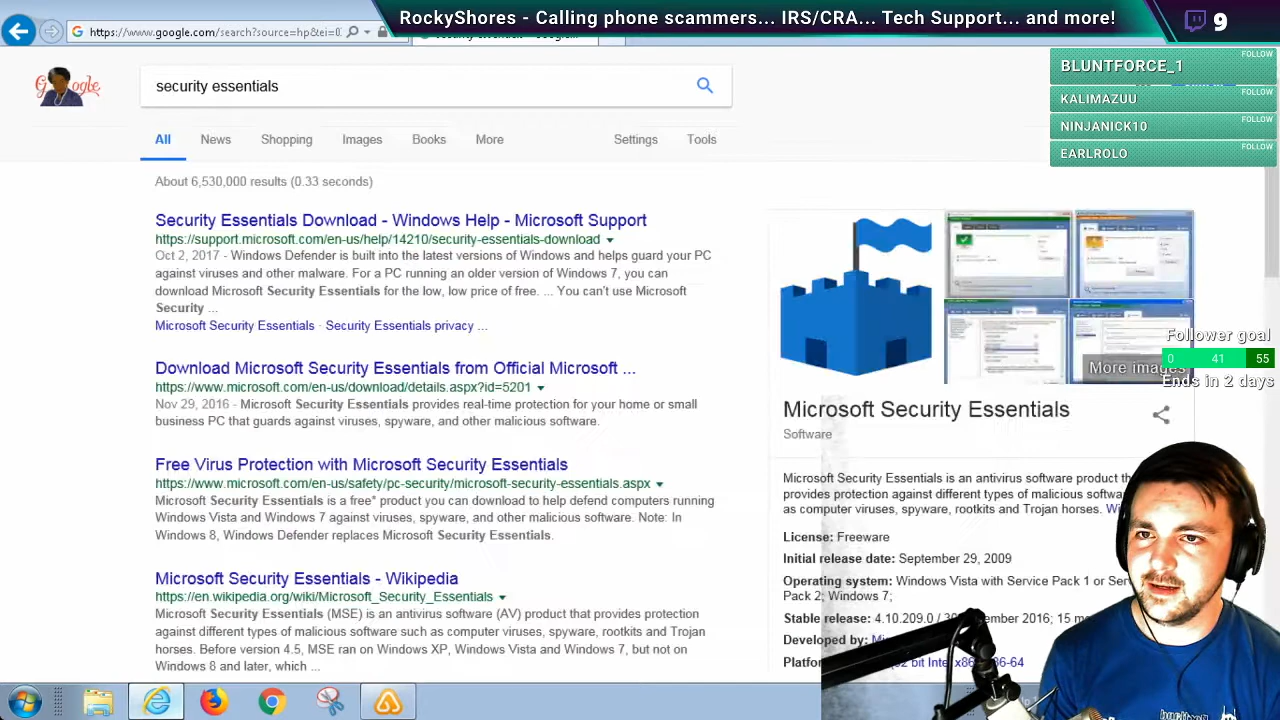 RockyShores - Calling phone scammers... IRS/CRA... Tech Support... and more!
9
https://www.google.com/search?source=hp&ei=0
BLUNTFORCE_1
FOLLOW
KALIMAZUU
FOLLOW
NINJANICK10
FOLLOW
EARLROLO
FOLLOW
security essentials
All News Shopping Images Books More Settings Tools
About 6,530,000 results (0.33 seconds)
Security Essentials Download - Windows Help - Microsoft Support
https://support.microsoft.com/en-us/help/14210/security-essentials-download
Oct 2, 2017 - Windows Defender is built into the latest versions of Windows and helps guard your PC
against viruses and other malware. For a PC running an older version of Windows 7, you can
download Microsoft Security Essentials for the low, low price of free. ... You can't use Microsoft
Security ...
Microsoft Security Essentials - Security Essentials privacy ...
Download Microsoft Security Essentials from Official Microsoft ...
https://www.microsoft.com/en-us/download/details.aspx?id=5201
Nov 29, 2016 - Microsoft Security Essentials provides real-time protection for your home or small
business PC that guards against viruses, spyware, and other malicious software.
Free Virus Protection with Microsoft Security Essentials
https://www.microsoft.com/en-us/safety/pc-security/microsoft-security-essentials.aspx
Microsoft Security Essentials is a free* product you can download to help defend computers running
Windows Vista and Windows 7 against viruses, spyware, and other malicious software. Note: In
Windows 8, Windows Defender replaces Microsoft Security Essentials.
Microsoft Security Essentials - Wikipedia
https://en.wikipedia.org/wiki/Microsoft_Security_Essentials
Microsoft Security Essentials (MSE) is an antivirus software (AV) product that provides protection
against different types of malicious software such as computer viruses, spyware, rootkits and Trojan
horses. Before version 4.5, MSE ran on Windows XP, Windows Vista and Windows 7, but not on
Windows 8 and later, which ...
Follower goal
0 41 55
Ends in 2 days
More images
Microsoft Security Essentials
Software
Microsoft Security Essentials is an antivirus software product th
provides protection against different types of malicious softwa
as computer viruses, spyware, rootkits and Trojan horses. Wi
License: Freeware
Initial release date: September 29, 2009
Operating system: Windows Vista with Service Pack 1 or Serv
Pack 2; Windows 7;
Stable release: 4.10.209.0 / 30 ember 2016; 15 m
Developed by: Mi
Platfo
x86-64